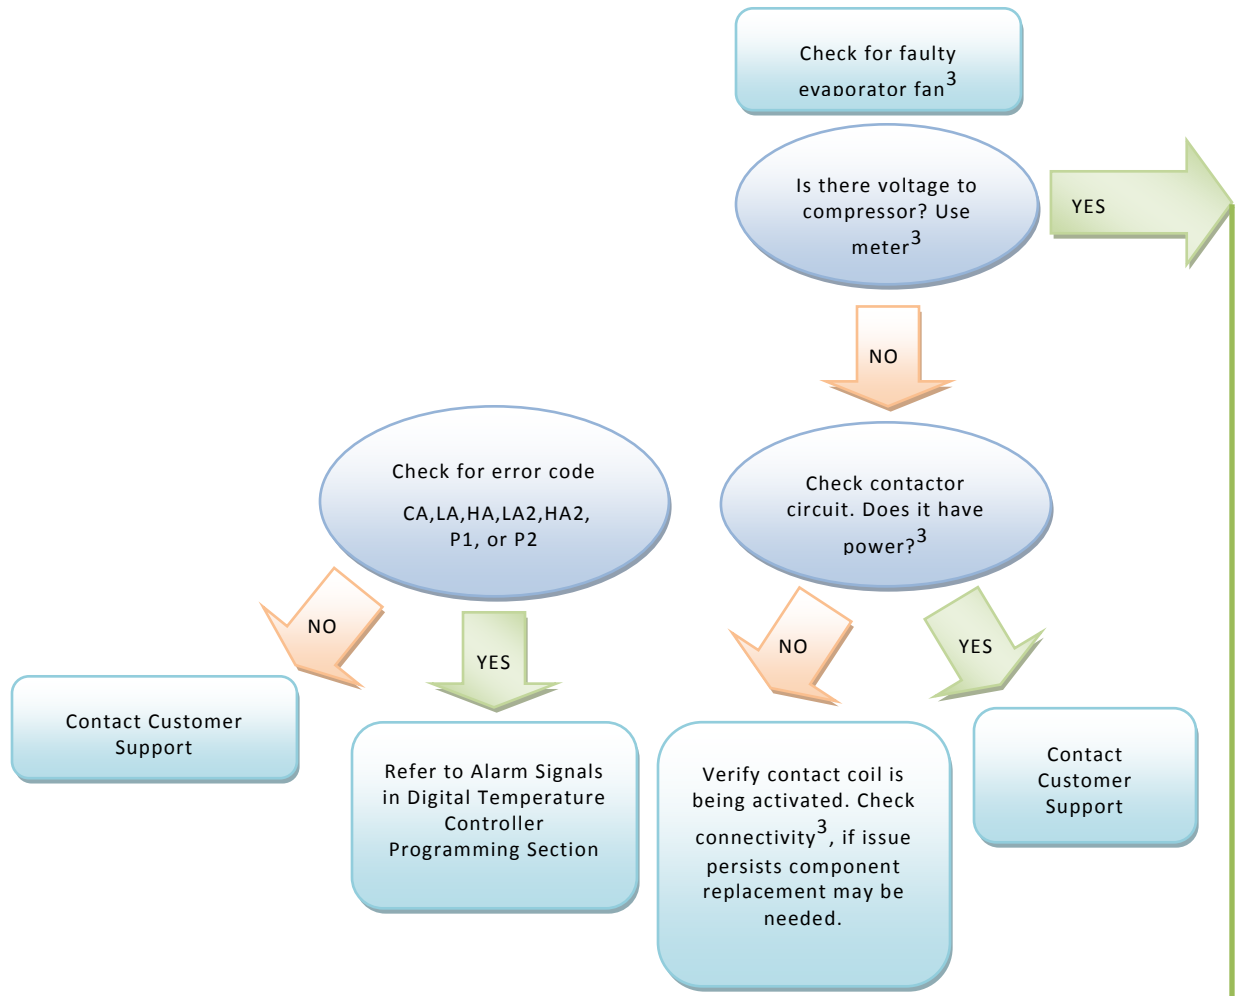 Check for faulty
evaporator fan3
Is there voltage to
compressor? Use
meter3
YES
NO
Check for error code
CA,LA,HA,LA2,HA2,
P1, or P2
Check contactor
circuit. Does it have
power?3
NO
YES
NO
YES
Contact Customer
Support
Refer to Alarm Signals
in Digital Temperature
Controller
Programming Section
Verify contact coil is
being activated. Check
connectivity3, if issue
persists component
replacement may be
needed.
Contact
Customer
Support